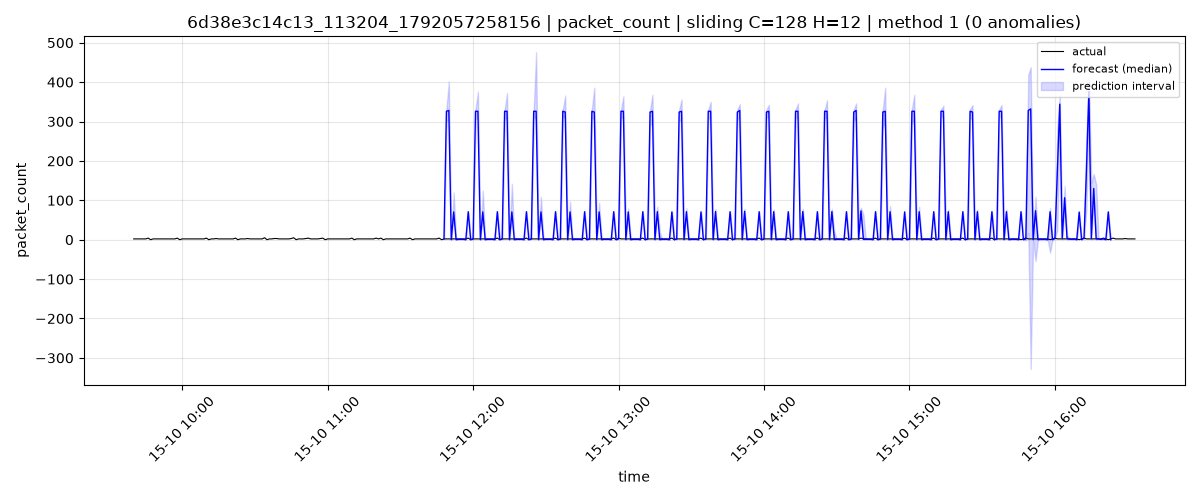 6d38e3c14c13_113204_1792057258156 | packet_count | sliding C=128 H=12 | method 1 (0 anomalies)
actual
forecast (median)
prediction interval
packet_count
500
400
300
200
100
0
−100
−200
−300
15-10 10:00
15-10 11:00
15-10 12:00
15-10 13:00
15-10 14:00
15-10 15:00
15-10 16:00
time